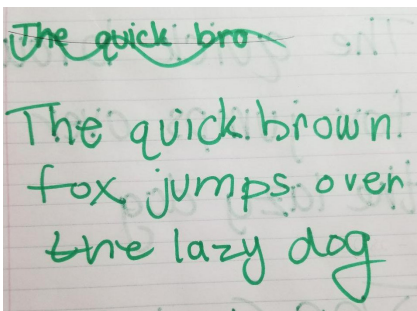 The quick bro
The quick brown
fox jumps over
the lazy dog